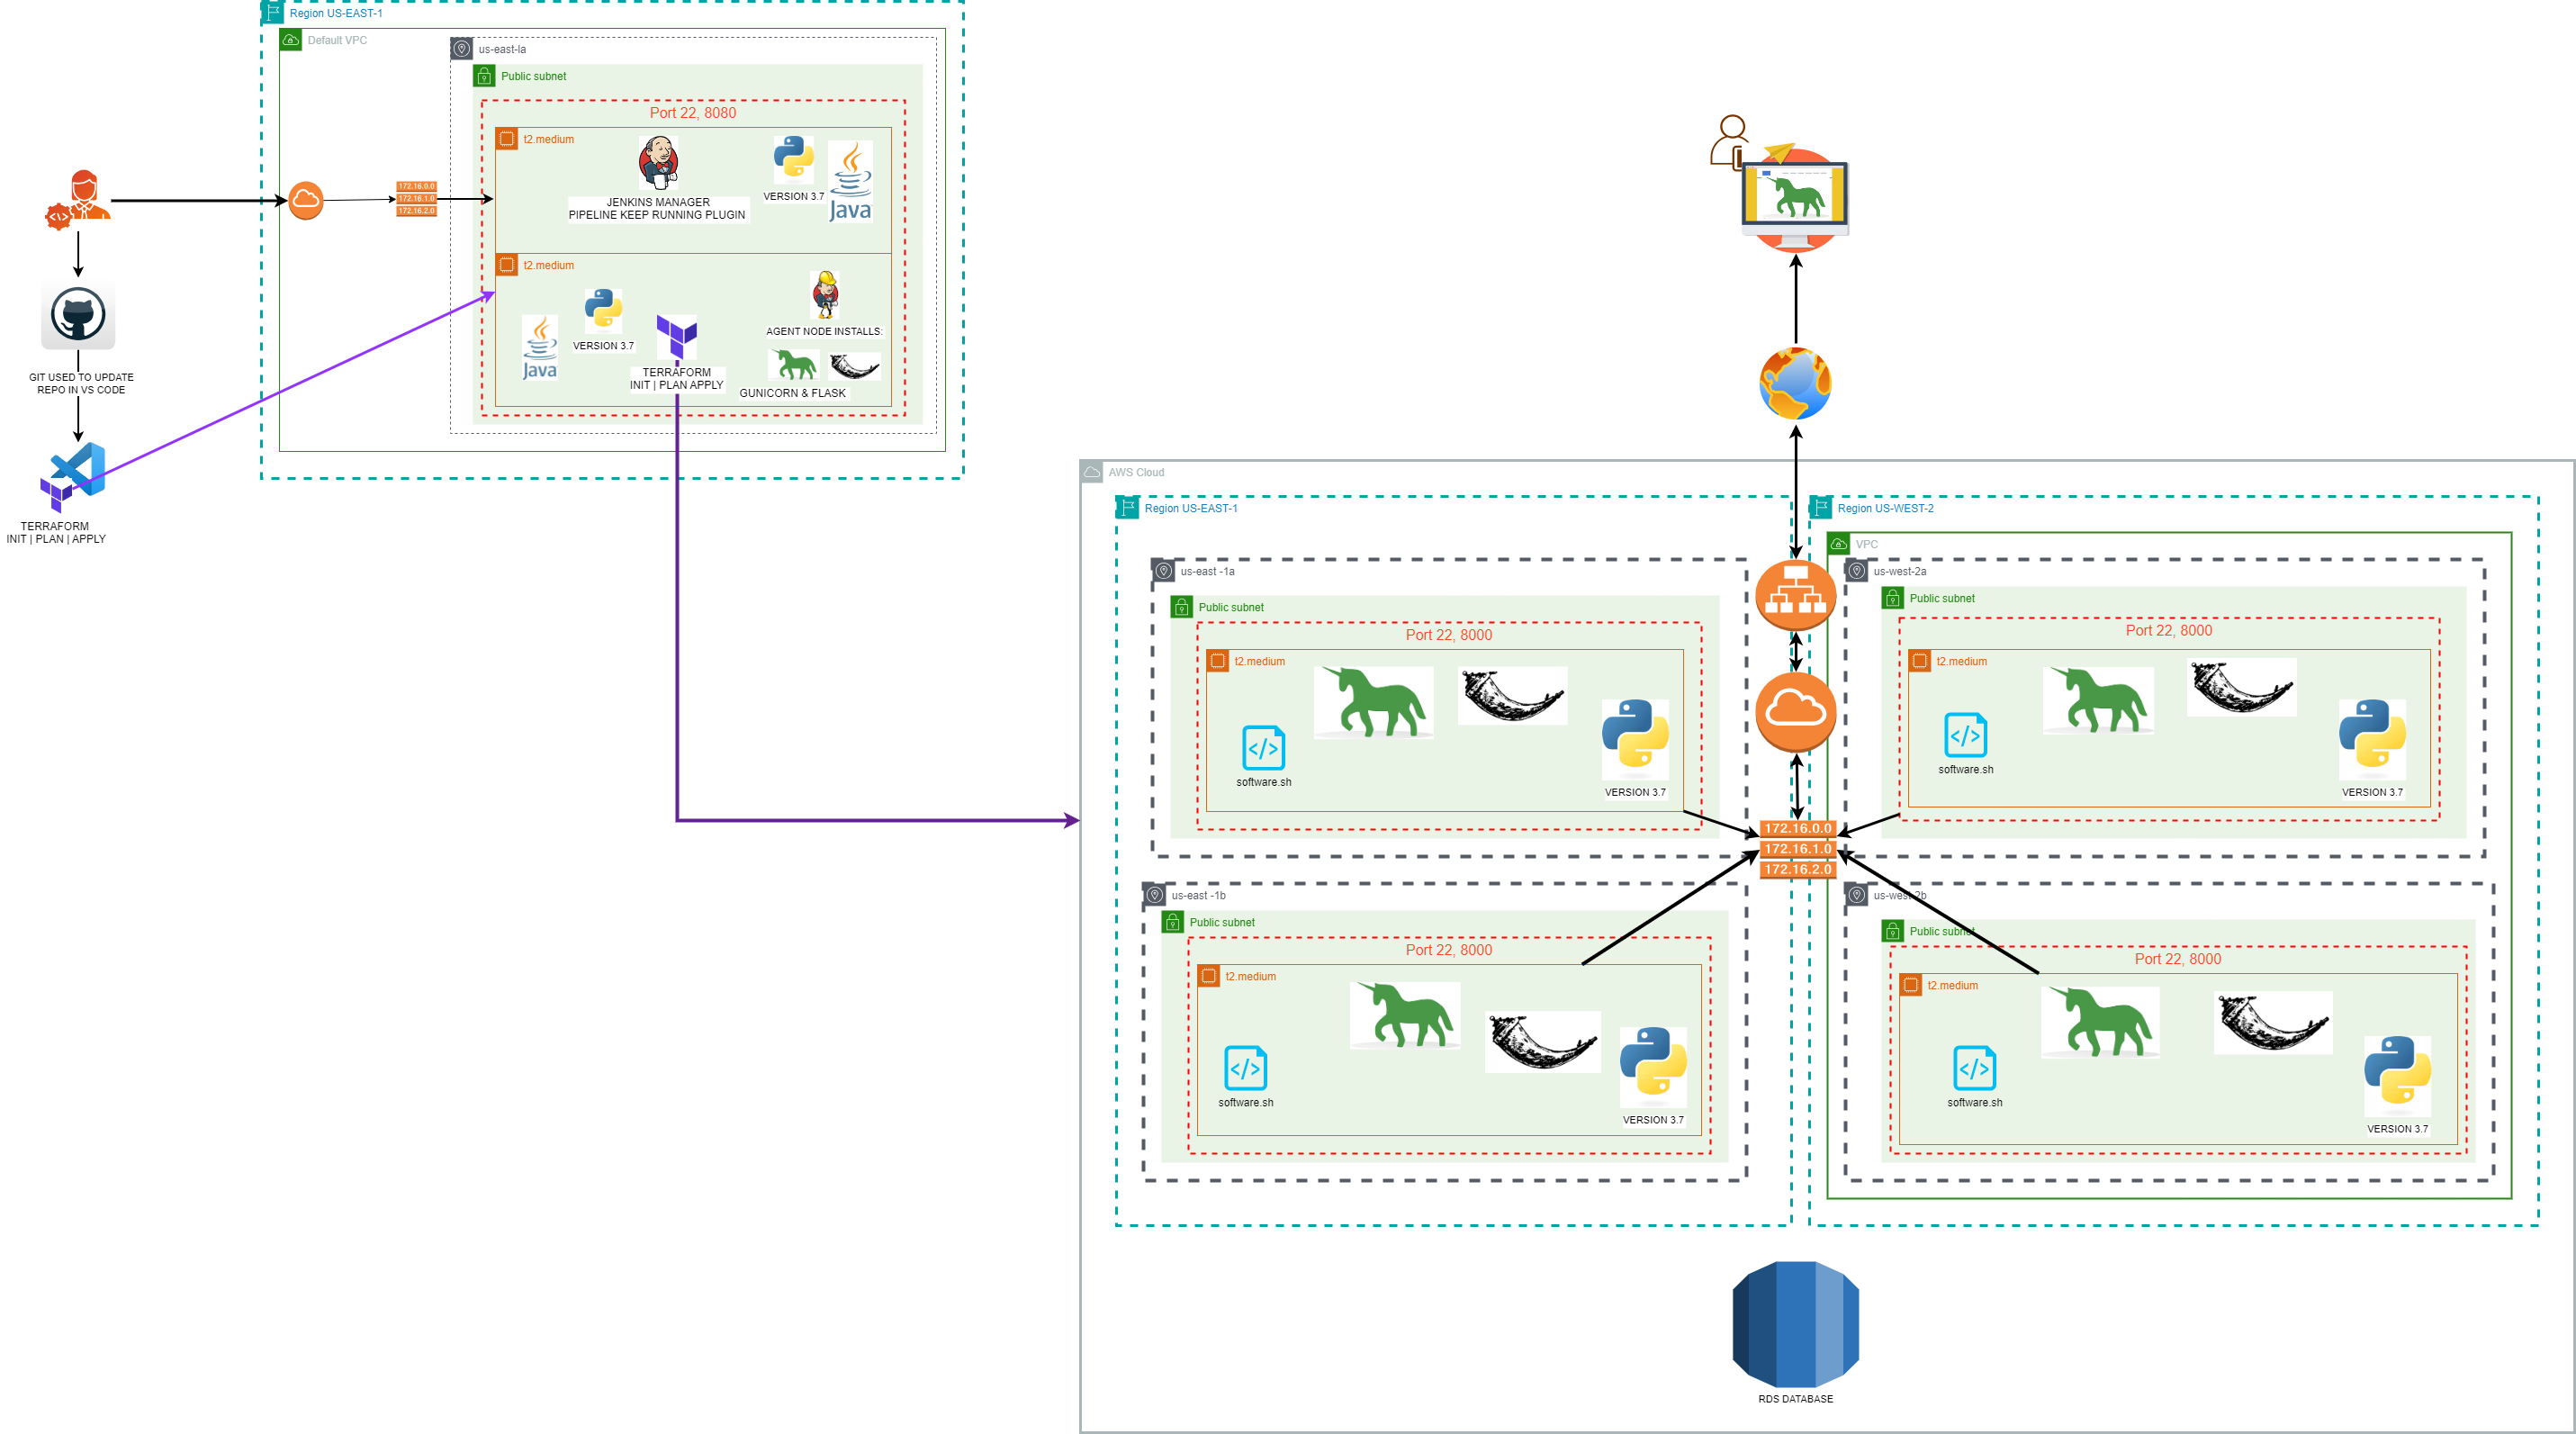 Region US-EAST-1
Default VPC
us-east-la
Public subnet
Port 22, 8080
t2.medium
JENKINS MANAGER
PIPELINE KEEP RUNNING PLUGIN
VERSION 3.7
Java
172.16.0.0
172.16.1.0
172.16.2.0
t2.medium
Java
VERSION 3.7
TERRAFORM
INIT | PLAN APPLY
AGENT NODE INSTALLS:
GUNICORN & FLASK
GIT USED TO UPDATE
REPO IN VS CODE
TERRAFORM
INIT | PLAN | APPLY
AWS Cloud
Region US-EAST-1
us-east -1a
Public subnet
Port 22, 8000
t2.medium
software.sh
VERSION 3.7
us-east -1b
Public subnet
Port 22, 8000
t2.medium
software.sh
VERSION 3.7
172.16.0.0
172.16.1.0
172.16.2.0
Region US-WEST-2
VPC
us-west-2a
Public subnet
Port 22, 8000
t2.medium
software.sh
VERSION 3.7
us-west-2b
Public subnet
Port 22, 8000
t2.medium
software.sh
VERSION 3.7
RDS DATABASE